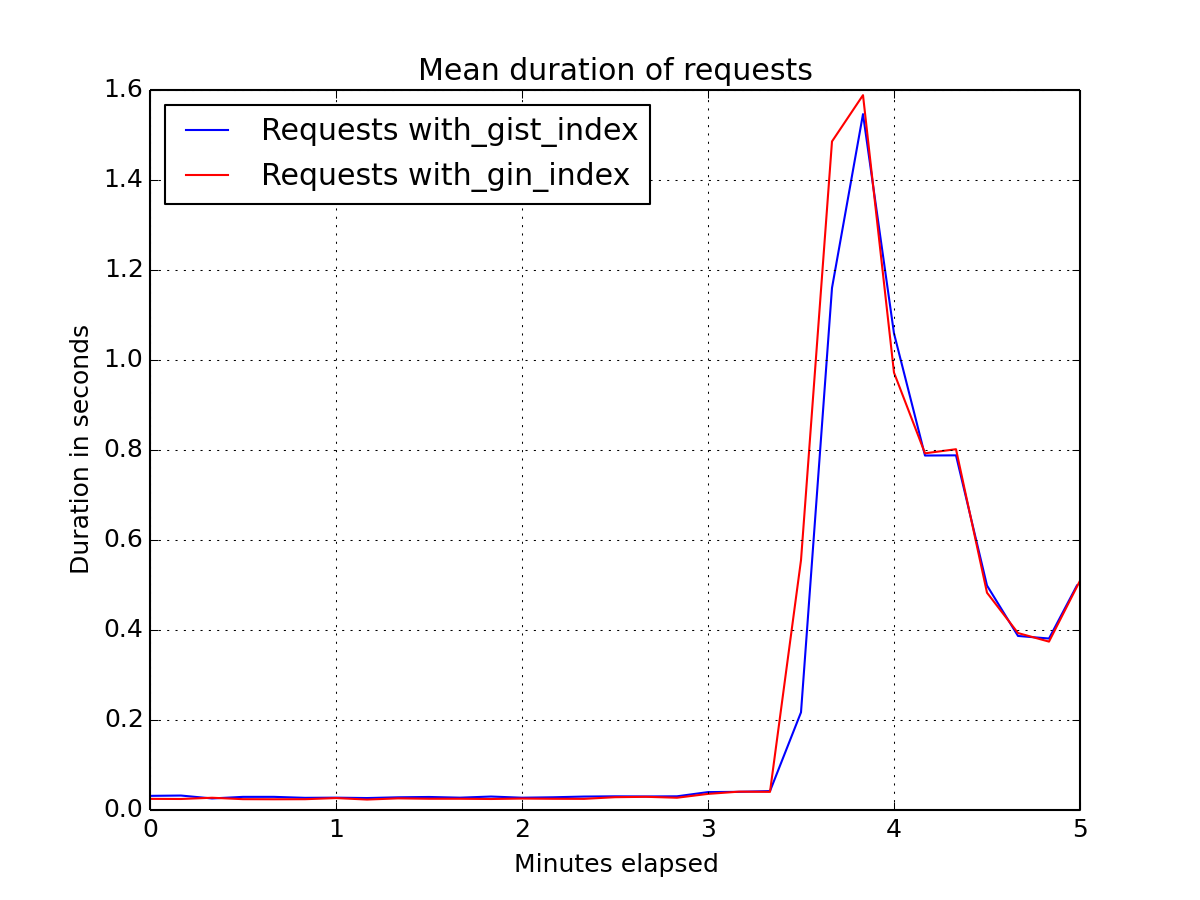 Mean duration of requests
Requests with_gist_index
Requests with_gin_index
1.6
1.4
1.2
1.0
0.8
0.6
0.4
0.2
0.0
Duration in seconds
0 1 2 3 4 5
Minutes elapsed